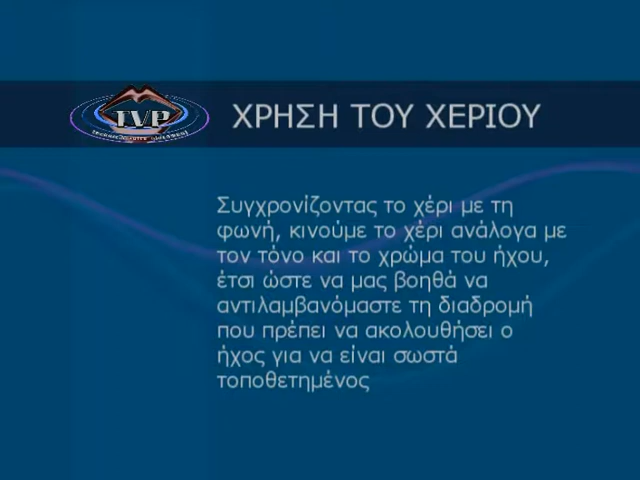 TVP
ΧΡΗΣΗ ΤΟΥ ΧΕΡΙΟΥ
Συγχρονίζοντας το χέρι με τη
φωνή, κινούμε το χέρι ανάλογα με
τον τόνο και το χρώμα του ήχου,
έτσι ώστε να μας βοηθά να
αντιλαμβανόμαστε τη διαδρομή
που πρέπει να ακολουθήσει ο
ήχος για να είναι σωστά
τοποθετημένος